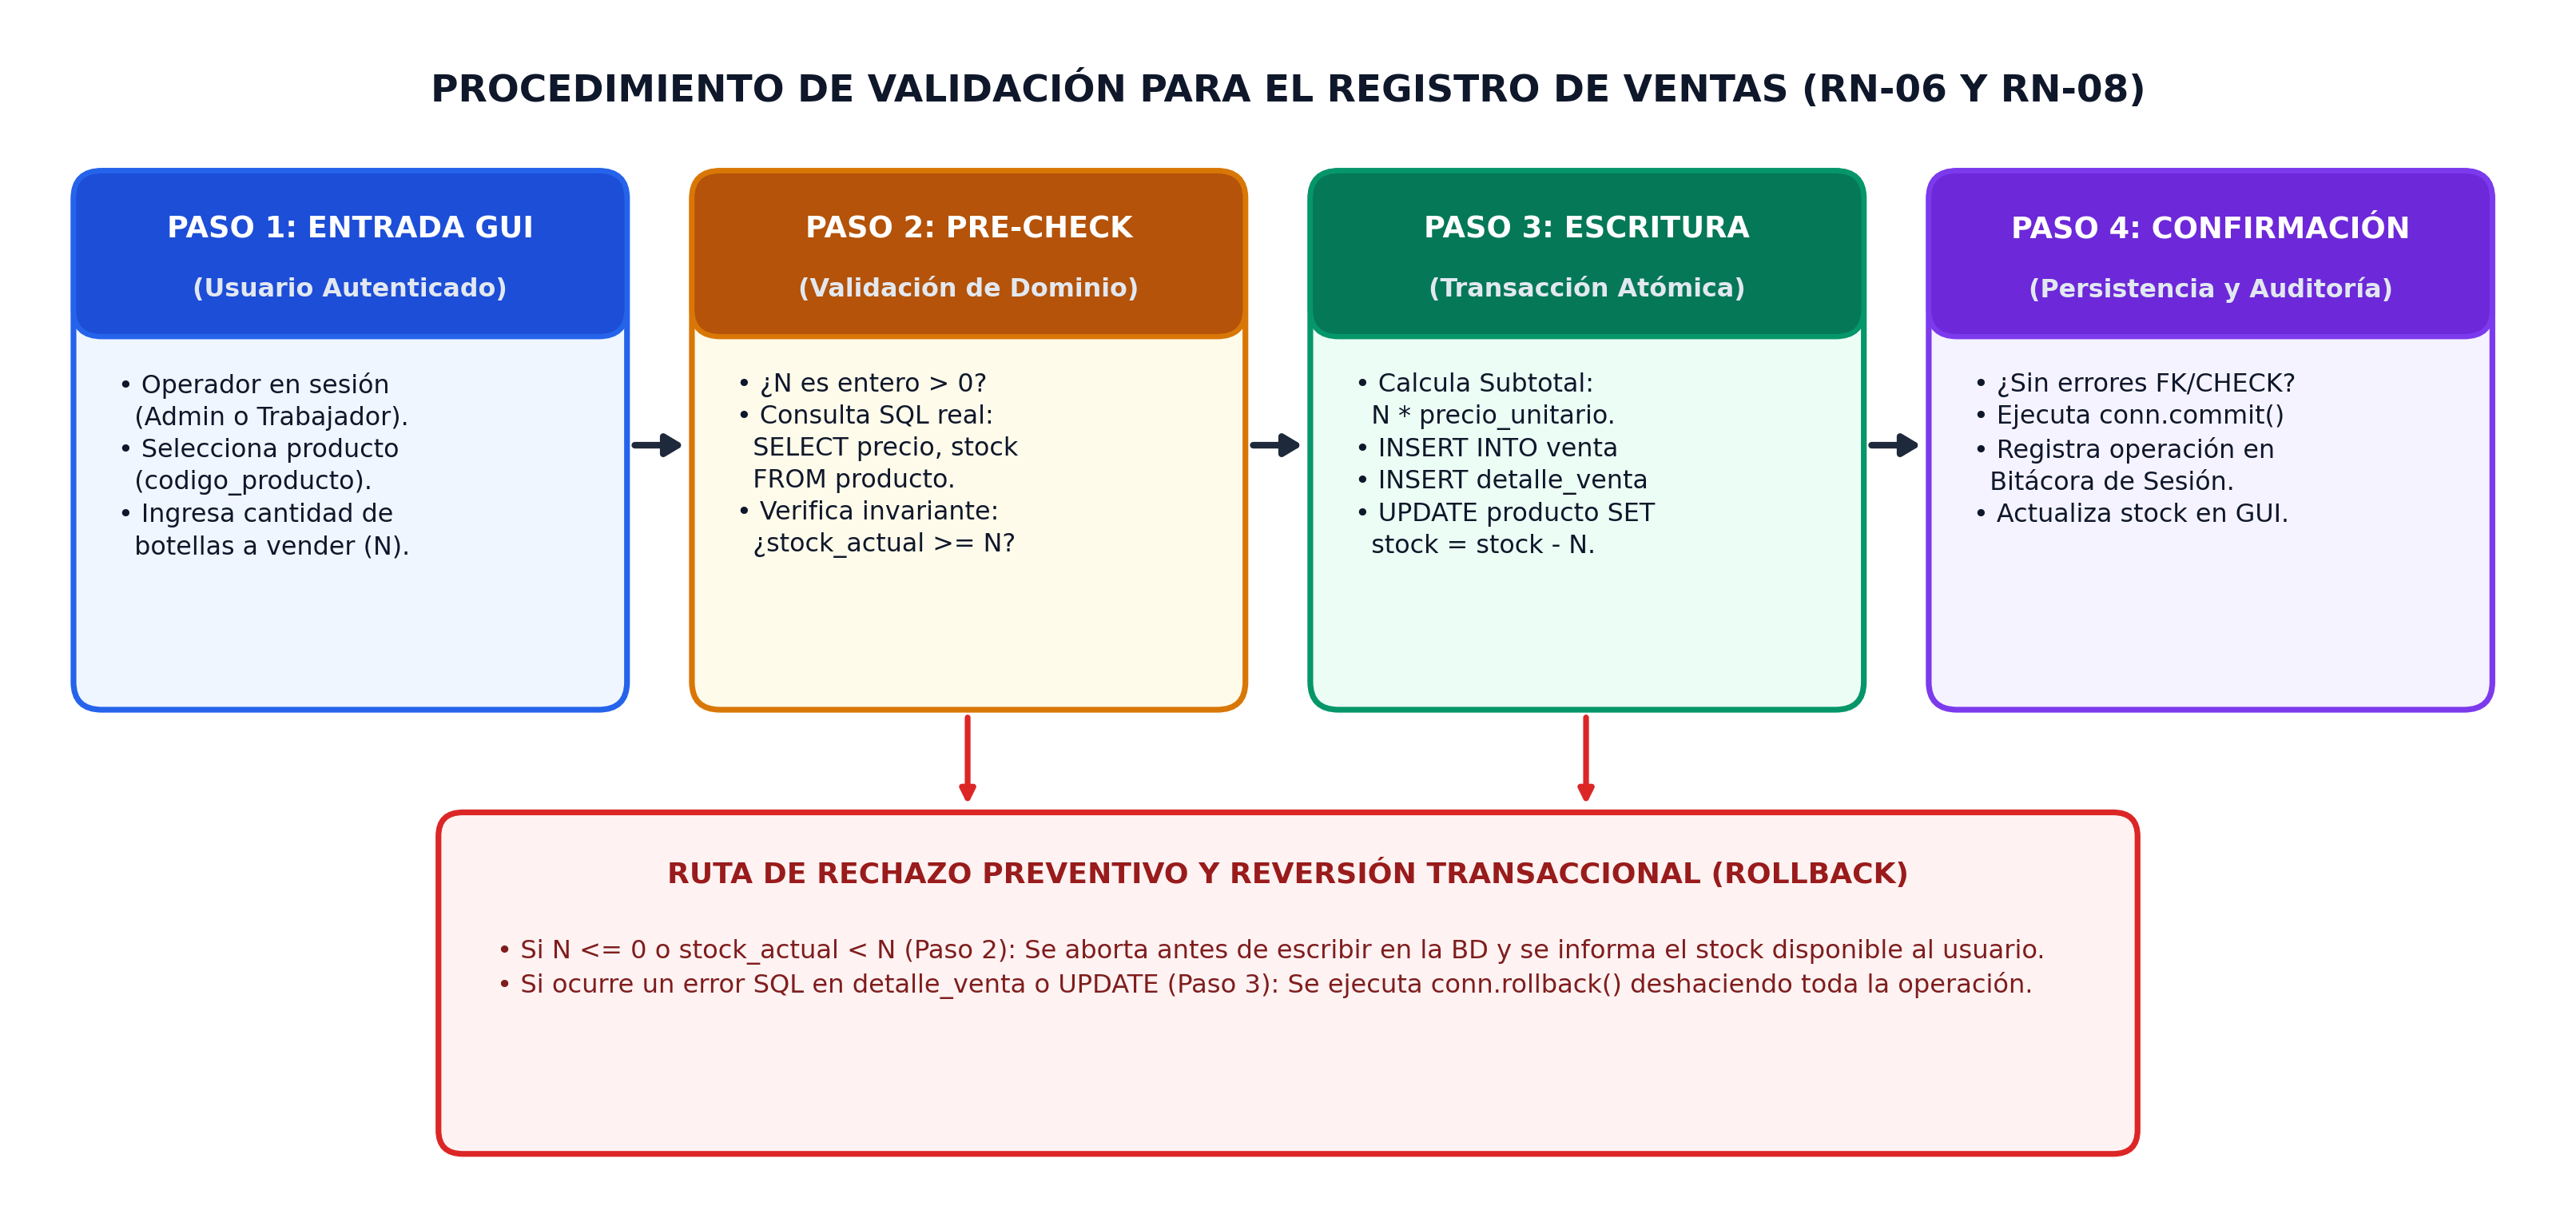 PROCEDIMIENTO DE VALIDACIÓN PARA EL REGISTRO DE VENTAS (RN-06 Y RN-08)
PASO 1: ENTRADA GUI
(Usuario Autenticado)
• Operador en sesión
(Admin o Trabajador).
• Selecciona producto
(codigo_producto).
• Ingresa cantidad de
botellas a vender (N).
PASO 2: PRE-CHECK
(Validación de Dominio)
• ¿N es entero > 0?
• Consulta SQL real:
SELECT precio, stock
FROM producto.
• Verifica invariante:
¿stock_actual >= N?
PASO 3: ESCRITURA
(Transacción Atómica)
• Calcula Subtotal:
N * precio_unitario.
• INSERT INTO venta
• INSERT detalle_venta
• UPDATE producto SET
stock = stock - N.
PASO 4: CONFIRMACIÓN
(Persistencia y Auditoría)
• ¿Sin errores FK/CHECK?
• Ejecuta conn.commit()
• Registra operación en
Bitácora de Sesión.
• Actualiza stock en GUI.
RUTA DE RECHAZO PREVENTIVO Y REVERSIÓN TRANSACCIONAL (ROLLBACK)
• Si N <= 0 o stock_actual < N (Paso 2): Se aborta antes de escribir en la BD y se informa el stock disponible al usuario.
• Si ocurre un error SQL en detalle_venta o UPDATE (Paso 3): Se ejecuta conn.rollback() deshaciendo toda la operación.